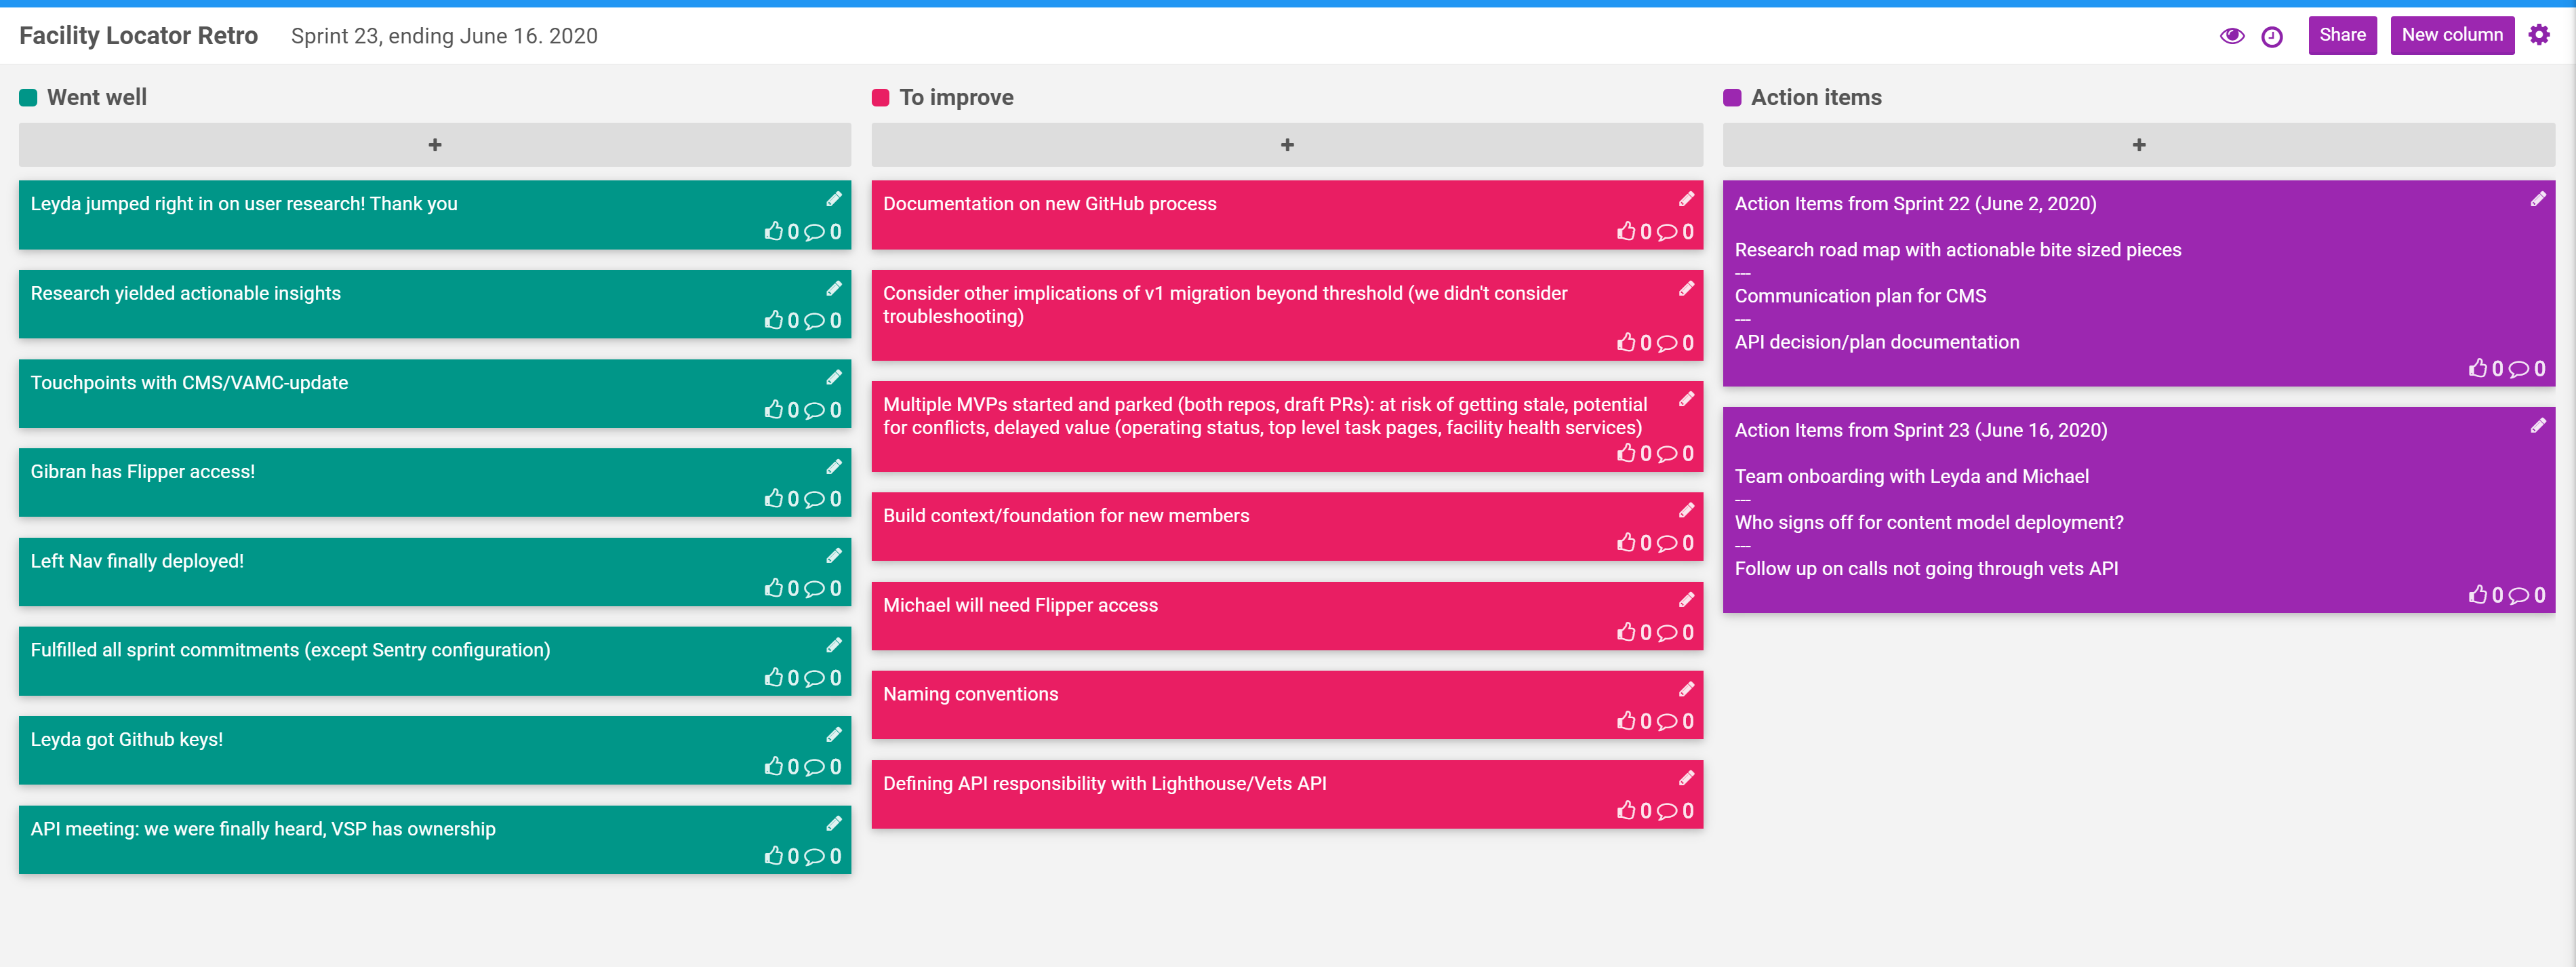 Facility Locator Retro
Sprint 23, ending June 16. 2020
Share
New column
Went well
+
Leyda jumped right in on user research! Thank you
0 0
Research yielded actionable insights
0 0
Touchpoints with CMS/VAMC-update
0 0
Gibran has Flipper access!
0 0
Left Nav finally deployed!
0 0
Fulfilled all sprint commitments (except Sentry configuration)
0 0
Leyda got Github keys!
0 0
API meeting: we were finally heard, VSP has ownership
0 0
To improve
+
Documentation on new GitHub process
0 0
Consider other implications of v1 migration beyond threshold (we didn't consider
troubleshooting)
0 0
Multiple MVPs started and parked (both repos, draft PRs): at risk of getting stale, potential
for conflicts, delayed value (operating status, top level task pages, facility health services)
0 0
Build context/foundation for new members
0 0
Michael will need Flipper access
0 0
Naming conventions
0 0
Defining API responsibility with Lighthouse/Vets API
0 0
Action items
+
Action Items from Sprint 22 (June 2, 2020)
Research road map with actionable bite sized pieces
---
Communication plan for CMS
---
API decision/plan documentation
0 0
Action Items from Sprint 23 (June 16, 2020)
Team onboarding with Leyda and Michael
---
Who signs off for content model deployment?
---
Follow up on calls not going through vets API
0 0